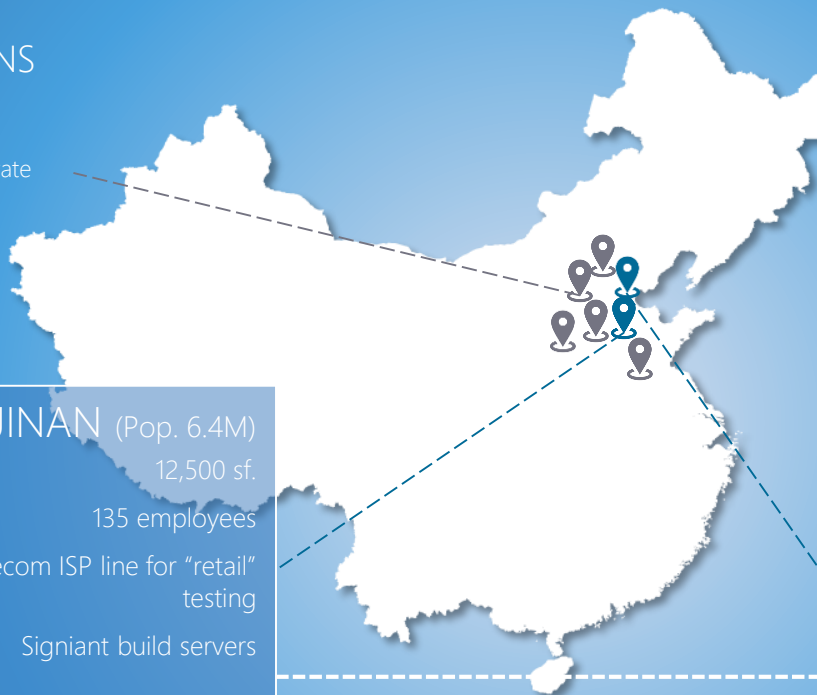 NS
ate
JINAN (Pop. 6.4M)
12,500 sf.
135 employees
ecom ISP line for “retail”
testing
Signiant build servers